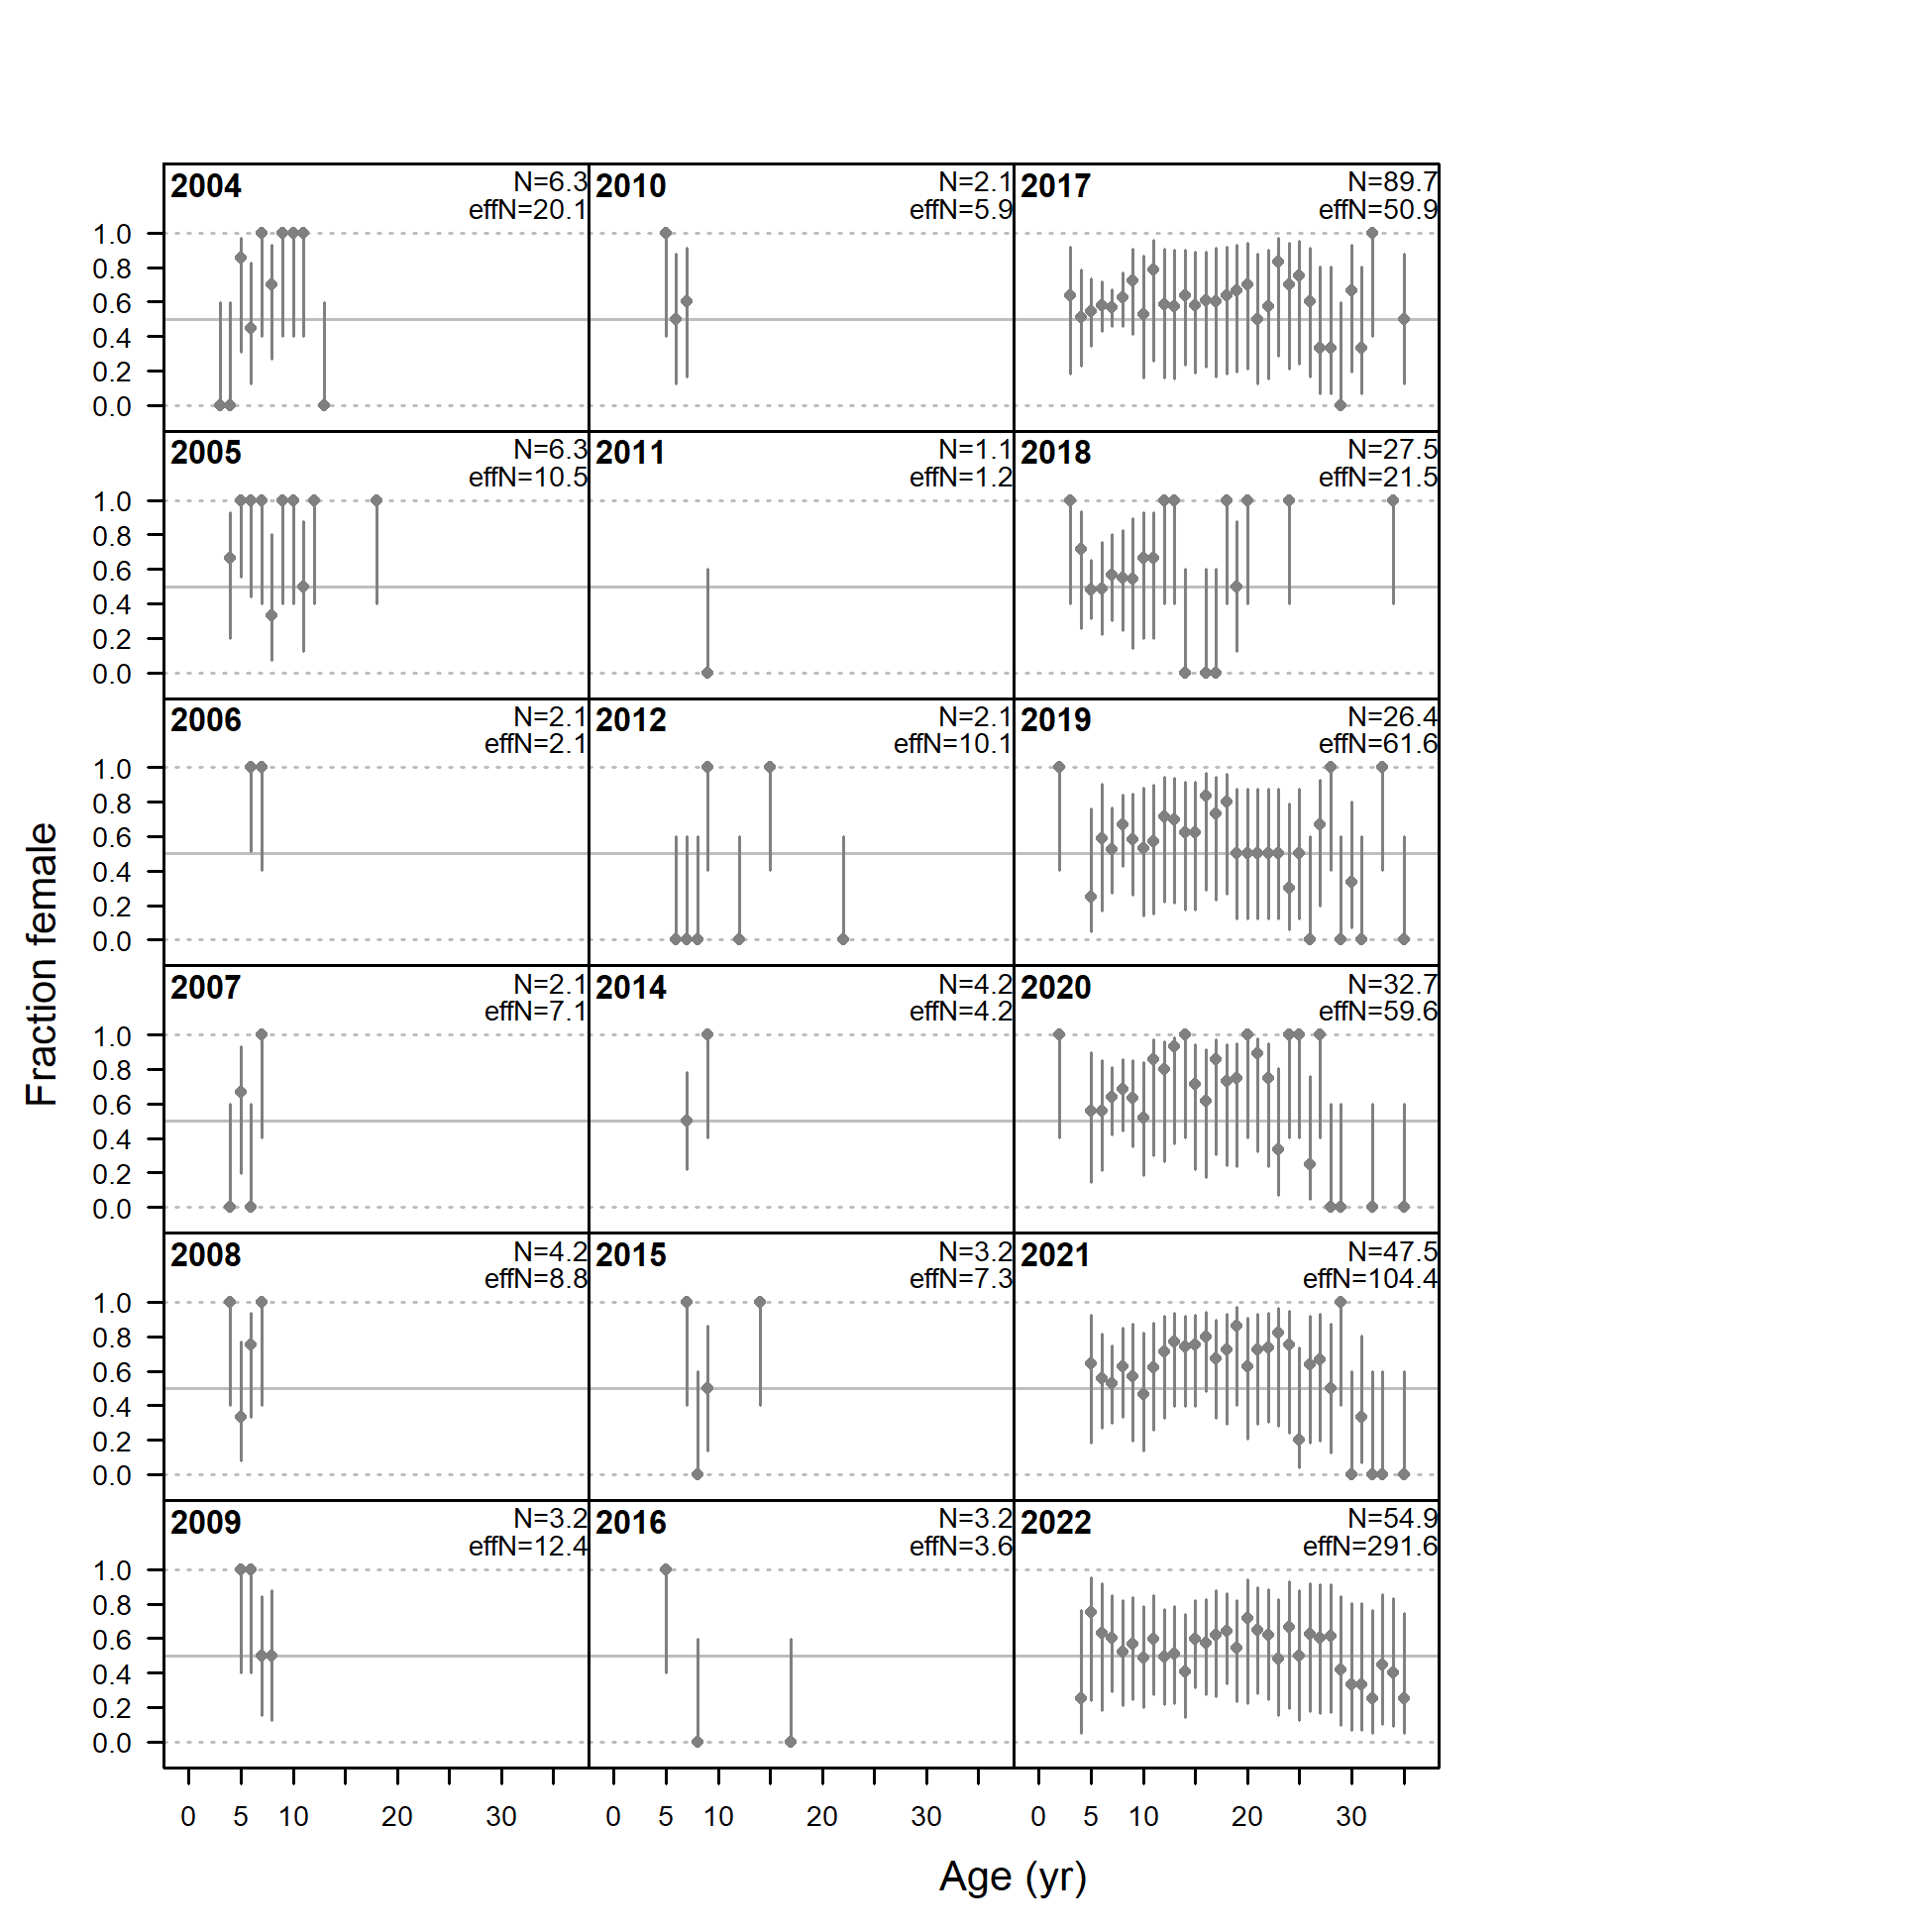 2004
N=6.3
effN=20.1
2010
N=2.1
effN=5.9
2017
N=89.7
effN=50.9
1.0
0.8
0.6
0.4
0.2
0.0
2005
N=6.3
effN=10.5
2011
N=1.1
effN=1.2
2018
N=27.5
effN=21.5
1.0
0.8
0.6
0.4
0.2
0.0
2006
N=2.1
effN=2.1
2012
N=2.1
effN=10.1
2019
N=26.4
effN=61.6
1.0
0.8
0.6
0.4
0.2
0.0
2007
N=2.1
effN=7.1
2014
N=4.2
effN=4.2
2020
N=32.7
effN=59.6
1.0
0.8
0.6
0.4
0.2
0.0
2008
N=4.2
effN=8.8
2015
N=3.2
effN=7.3
2021
N=47.5
effN=104.4
1.0
0.8
0.6
0.4
0.2
0.0
2009
N=3.2
effN=12.4
2016
N=3.2
effN=3.6
2022
N=54.9
effN=291.6
1.0
0.8
0.6
0.4
0.2
0.0
0 5 10 20 30
0 5 10 20 30
0 5 10 20 30
Fraction female
Age (yr)